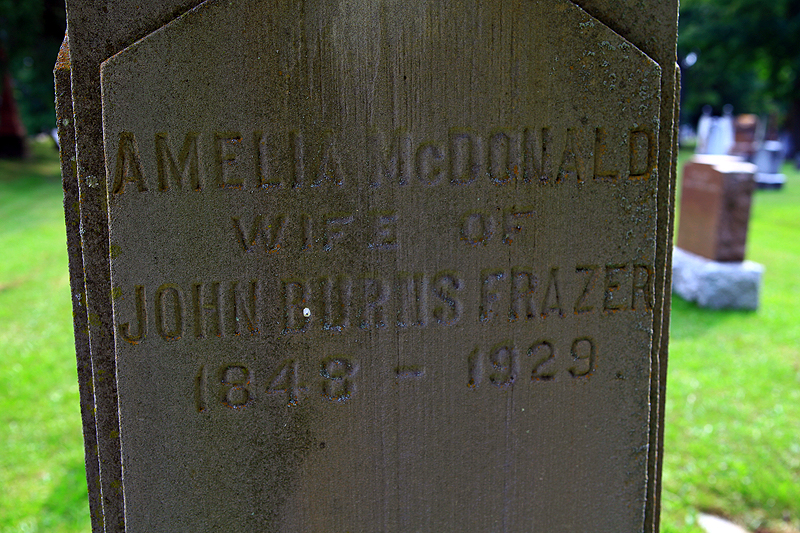 AMELIA McDONALD
WIFE OF
JOHN BURNS FRAZER
1848 - 1929.